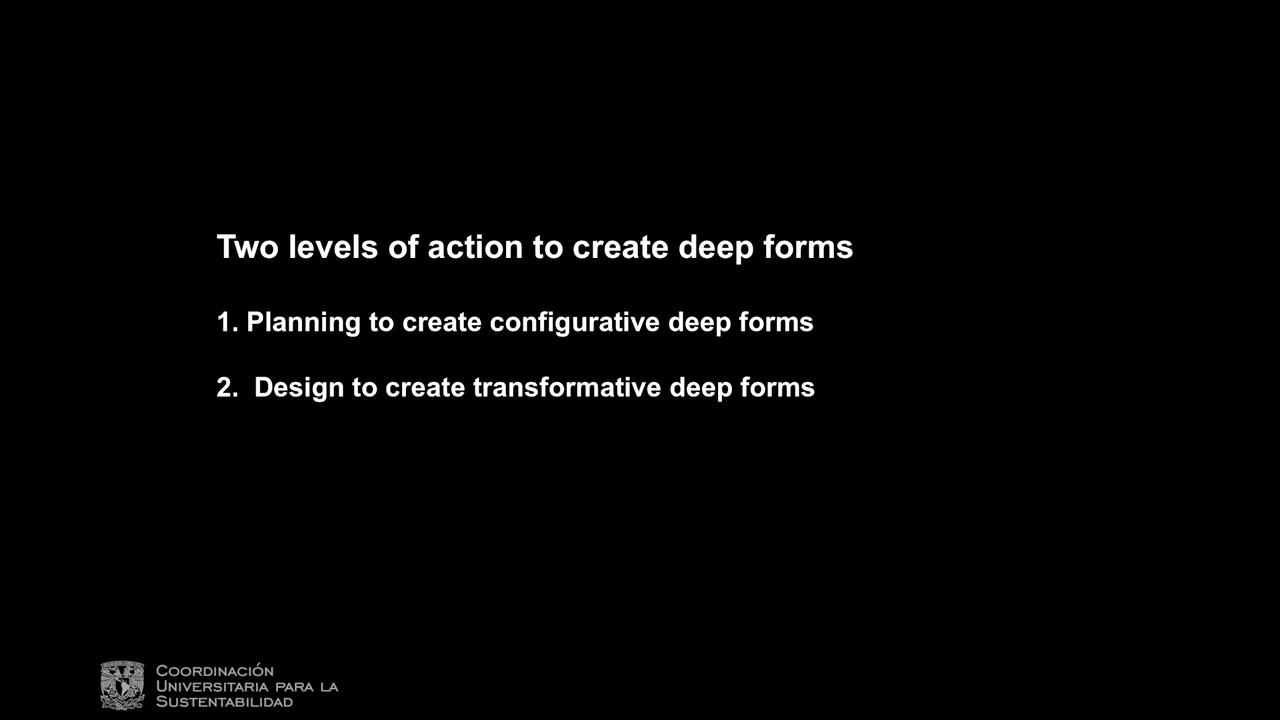 Two levels of action to create deep forms
1. Planning to create configurative deep forms
2. Design to create transformative deep forms
COORDINACIÓN
UNIVERSITARIA PARA LA
SUSTENTABILIDAD